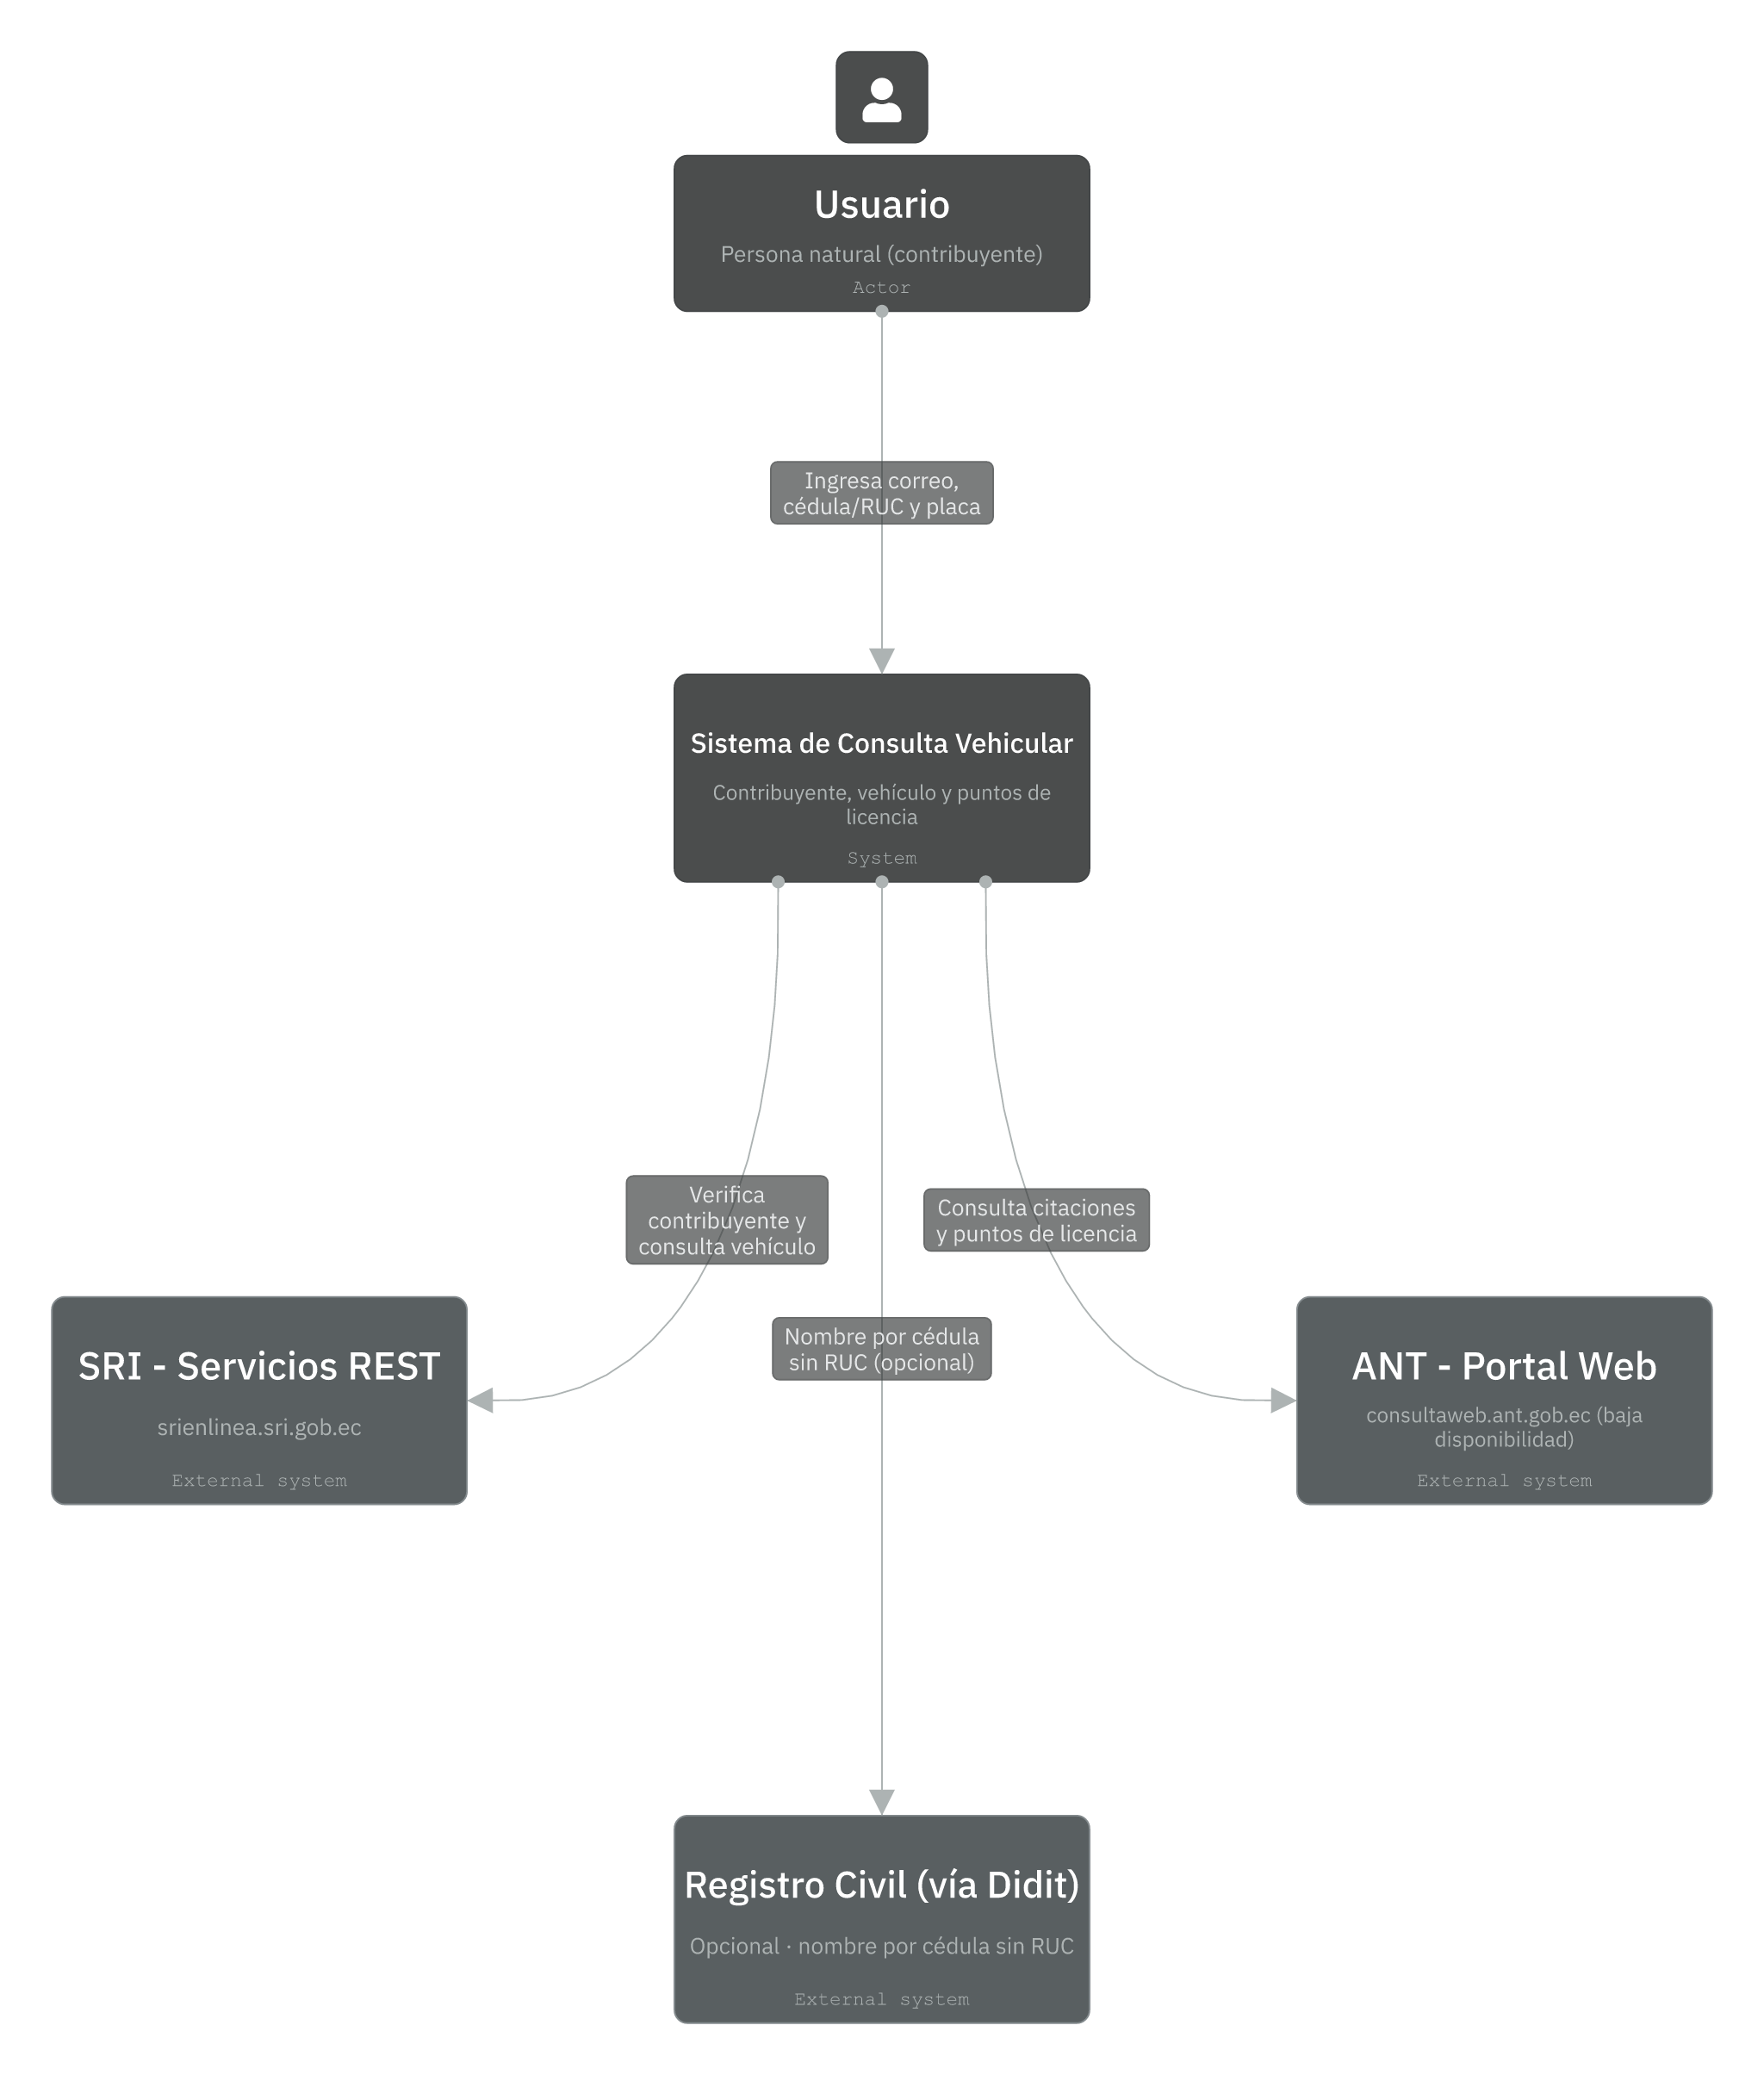 Usuario
Persona natural (contribuyente)
Actor
Ingresa correo,
cédula/RUC y placa
Sistema de Consulta Vehicular
Contribuyente, vehículo y puntos de
licencia
System
Verifica
contribuyente y
consulta vehículo
Consulta citaciones
y puntos de licencia
Nombre por cédula
sin RUC (opcional)
SRI - Servicios REST
srienlinea.sri.gob.ec
External system
ANT - Portal Web
consultaweb.ant.gob.ec (baja
disponibilidad)
External system
Registro Civil (vía Didit)
Opcional · nombre por cédula sin RUC
External system